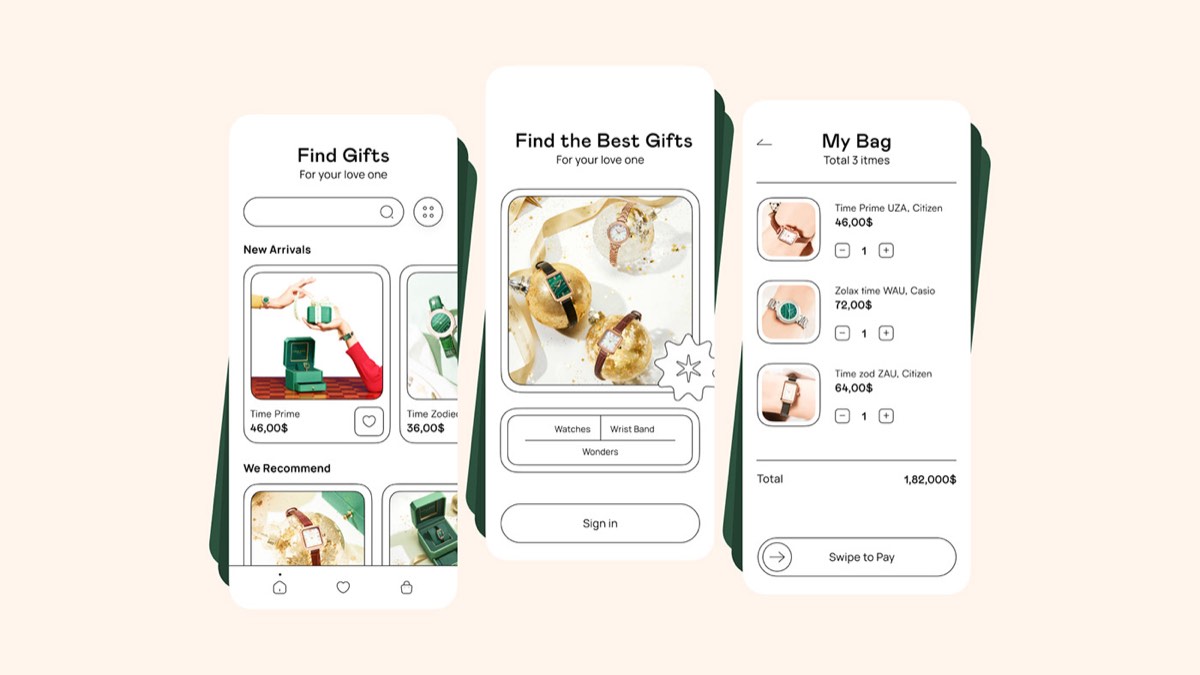 Find Gifts
For your love one
New Arrivals
Time Prime
46,00$
Time Zodie
36,00$
We Recommend
Find the Best Gifts
For your love one
Watches
Wrist Band
Wonders
Sign in
My Bag
Total 3 itmes
Time Prime UZA, Citizen
46,00$
1
Zolax time WAU, Casio
72,00$
1
Time zod ZAU, Citizen
64,00$
1
Total 1,82,000$
Swipe to Pay